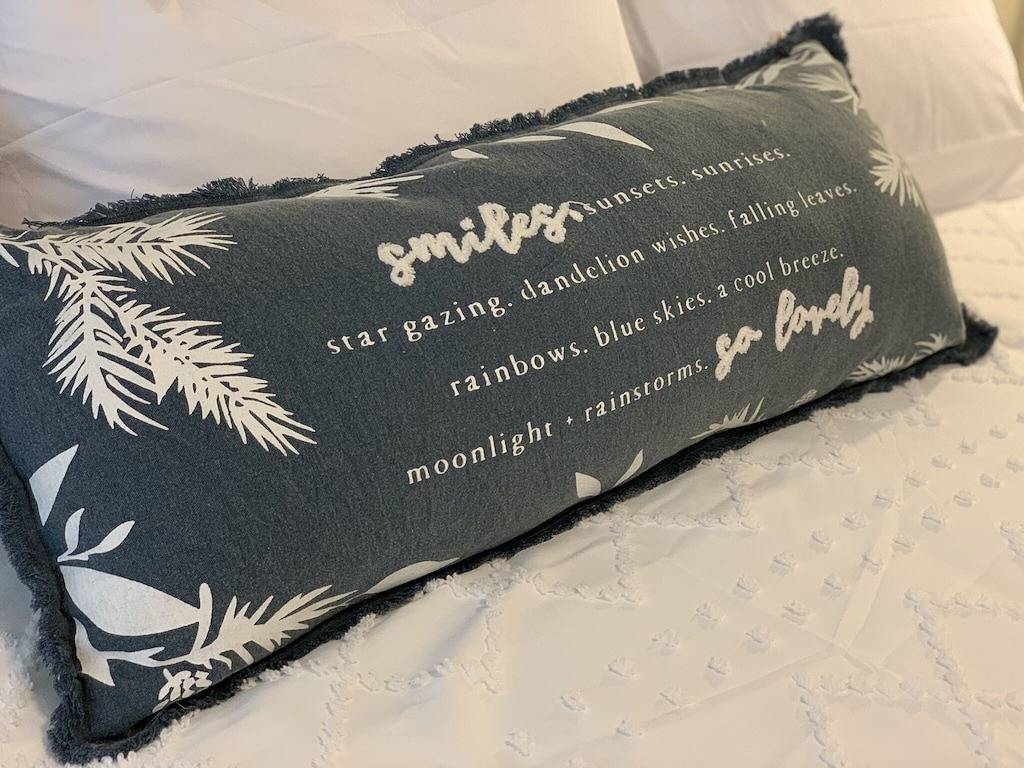 smiles. sunsets. sunrises.
star gazing. dandelion wishes. falling leaves.
rainbows. blue skies. a cool breeze.
moonlight + rainstorms. so lovely